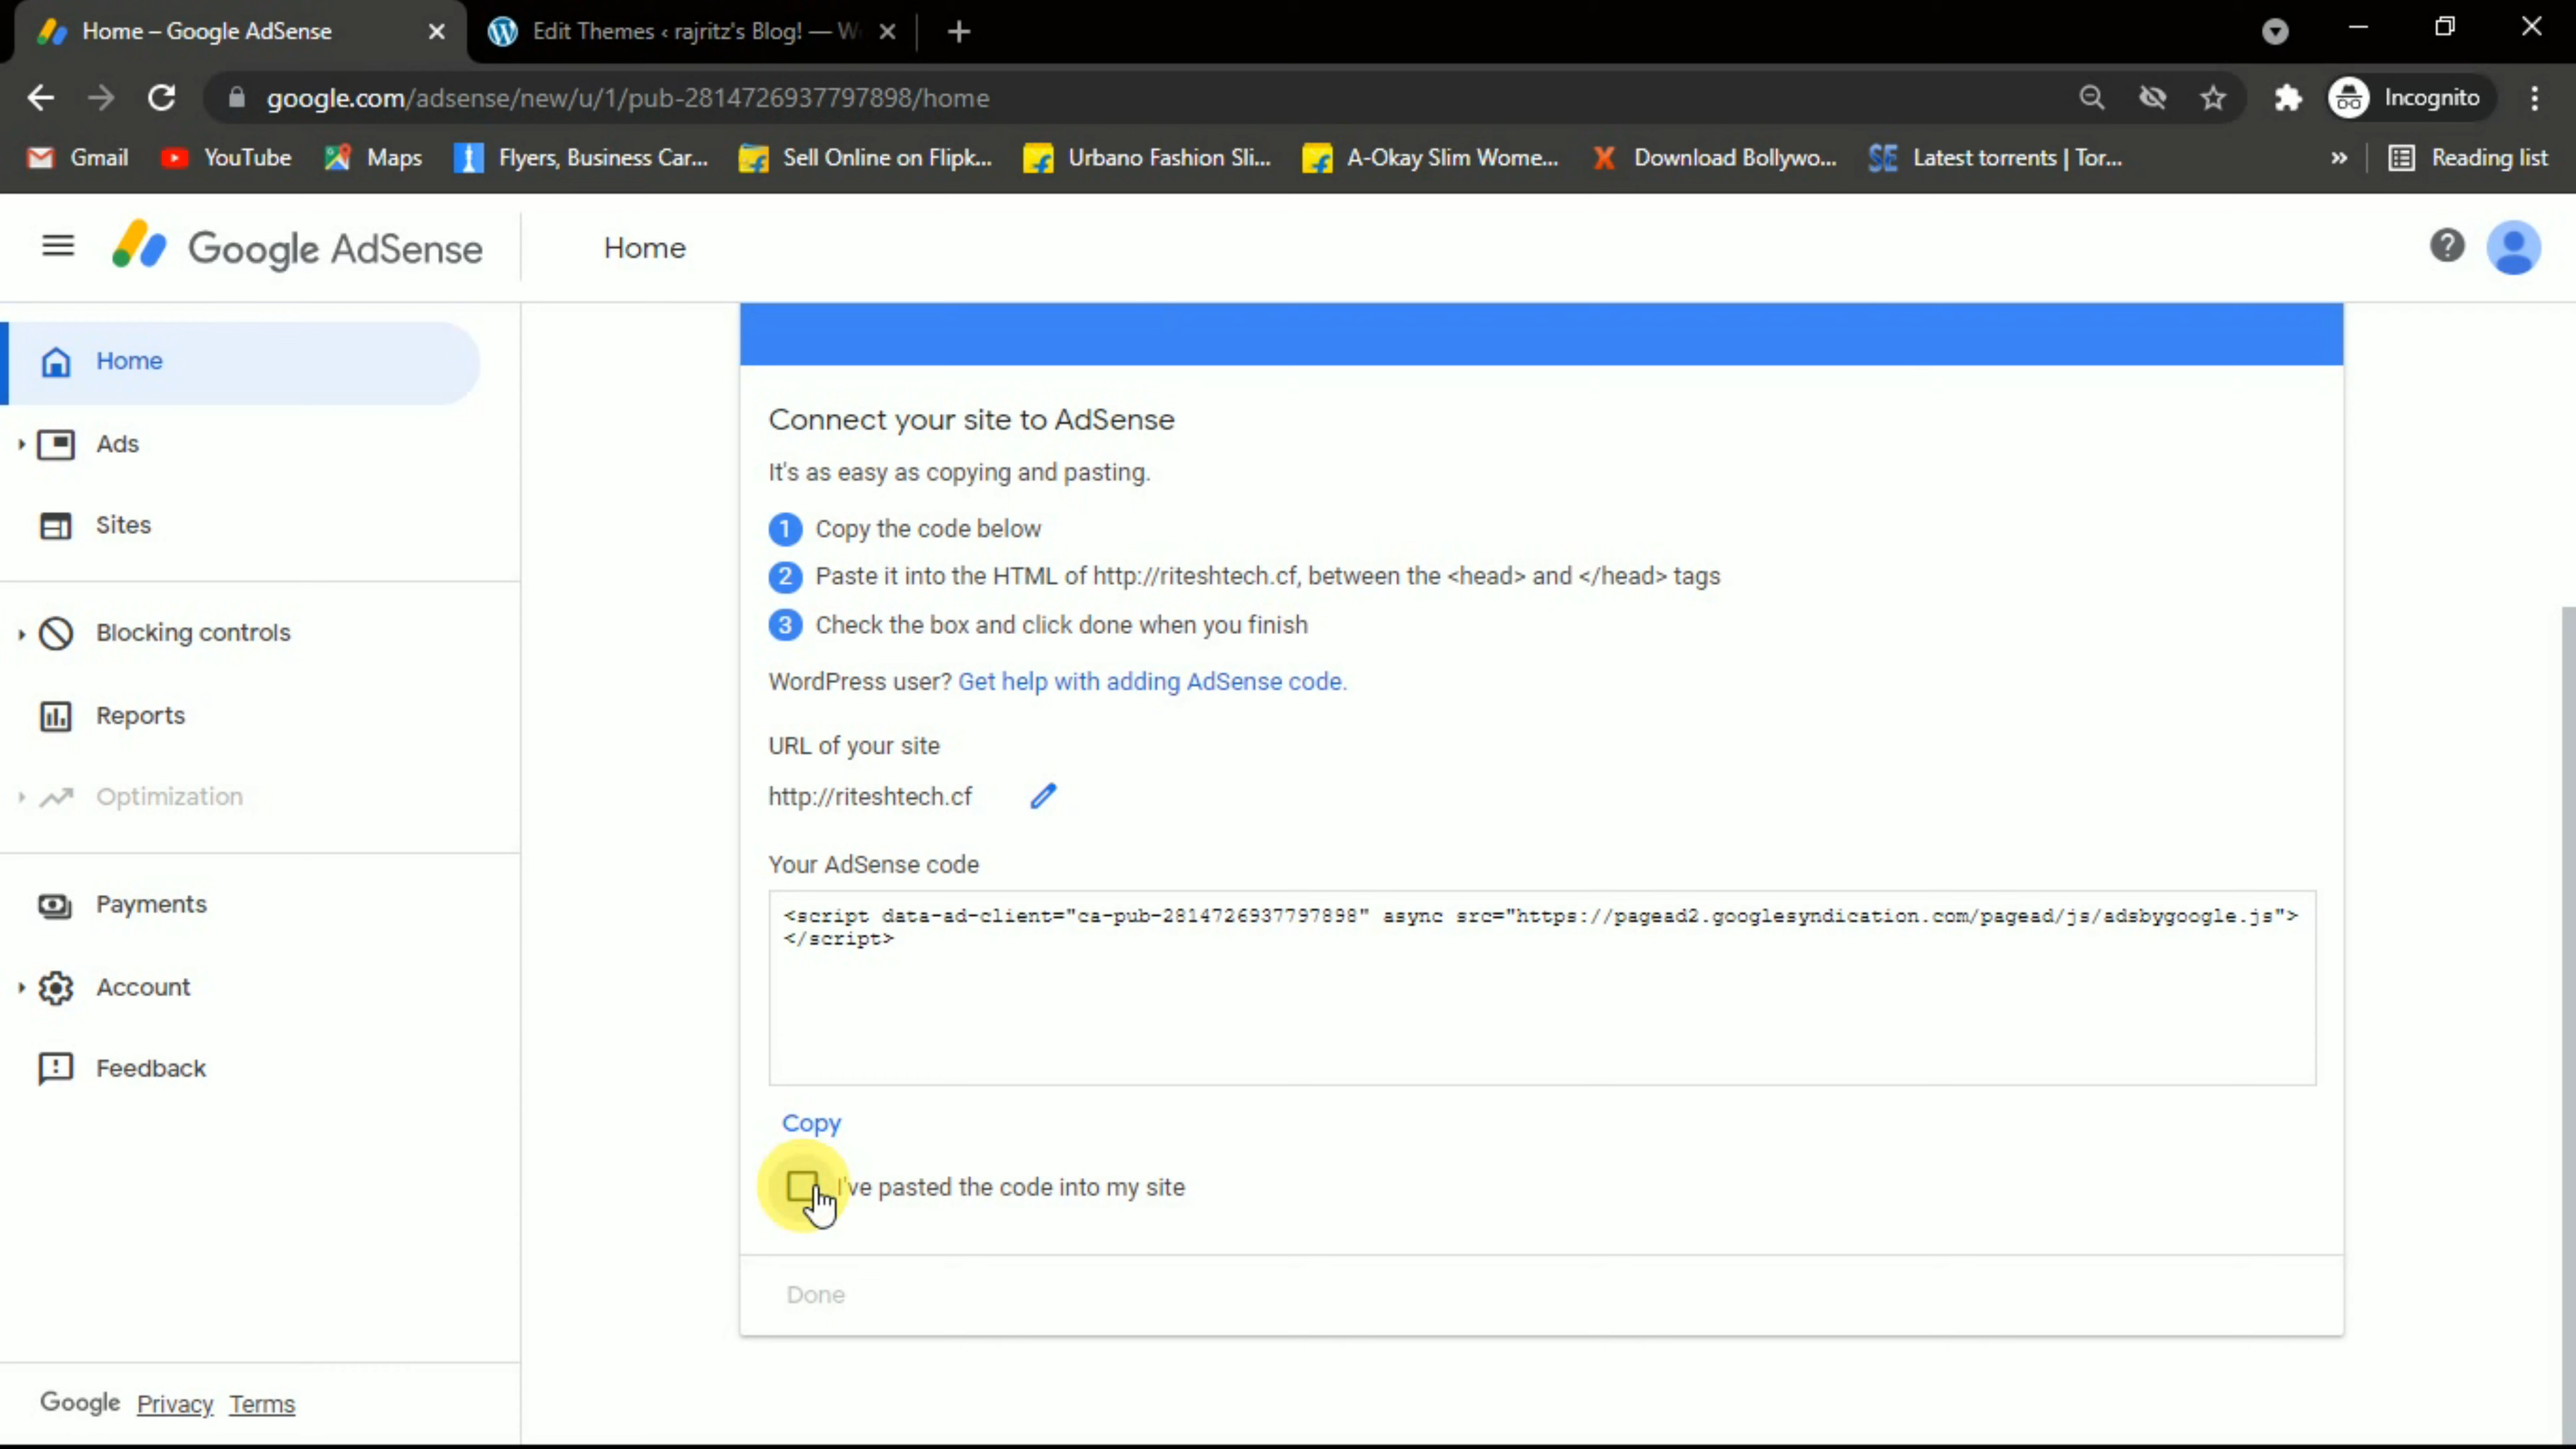 Home – Google AdSense
Edit Themes ‹ rajritz's Blog! — W
google.com/adsense/new/u/1/pub-2814726937797898/home
Incognito
Gmail
YouTube
Maps
Flyers, Business Car...
Sell Online on Flipk...
Urbano Fashion Sli...
A-Okay Slim Wome...
Download Bollywo...
SE Latest torrents | Tor...
»
Reading list
Google AdSense
Home
Home
Ads
Sites
Blocking controls
Reports
Optimization
Payments
Account
Feedback
Google Privacy Terms
Connect your site to AdSense
It's as easy as copying and pasting.
1 Copy the code below
2 Paste it into the HTML of http://riteshtech.cf, between the <head> and </head> tags
3 Check the box and click done when you finish
WordPress user? Get help with adding AdSense code.
URL of your site
http://riteshtech.cf
Your AdSense code
<script data-ad-client="ca-pub-2814726937797898" async src="https://pagead2.googlesyndication.com/pagead/js/adsbygoogle.js">
</script>
Copy
I've pasted the code into my site
Done